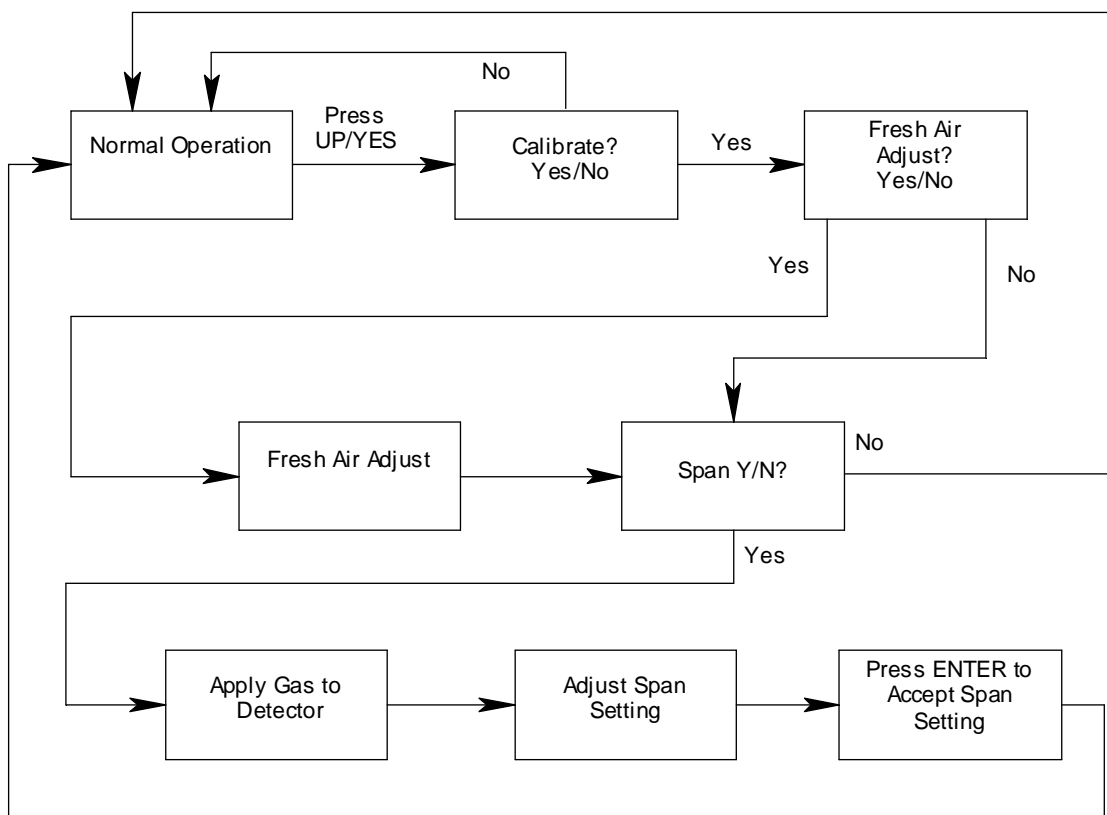 No
Normal Operation
Press
UP/YES
Calibrate?
Yes/No
Yes
Fresh Air
Adjust?
Yes/No
Yes
No
Fresh Air Adjust
Span Y/N?
No
Yes
Apply Gas to
Detector
Adjust Span
Setting
Press ENTER to
Accept Span
Setting